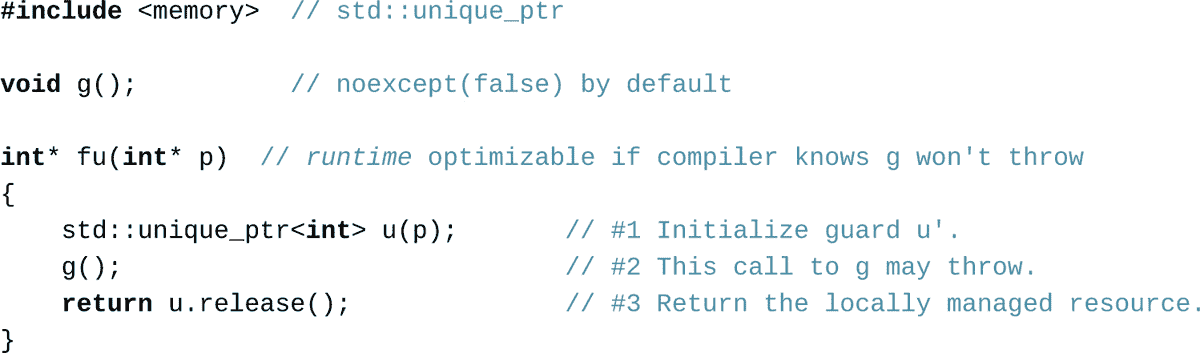 #include <memory>  // std::unique_ptr
void g();          // noexcept(false) by default
int* fu(int* p)  // runtime optimizable if compiler knows g won't throw
{
    std::unique_ptr<int> u(p);       // #1 Initialize guard u'.
    g();                             // #2 This call to g may throw.
    return u.release();              // #3 Return the locally managed resource.
}